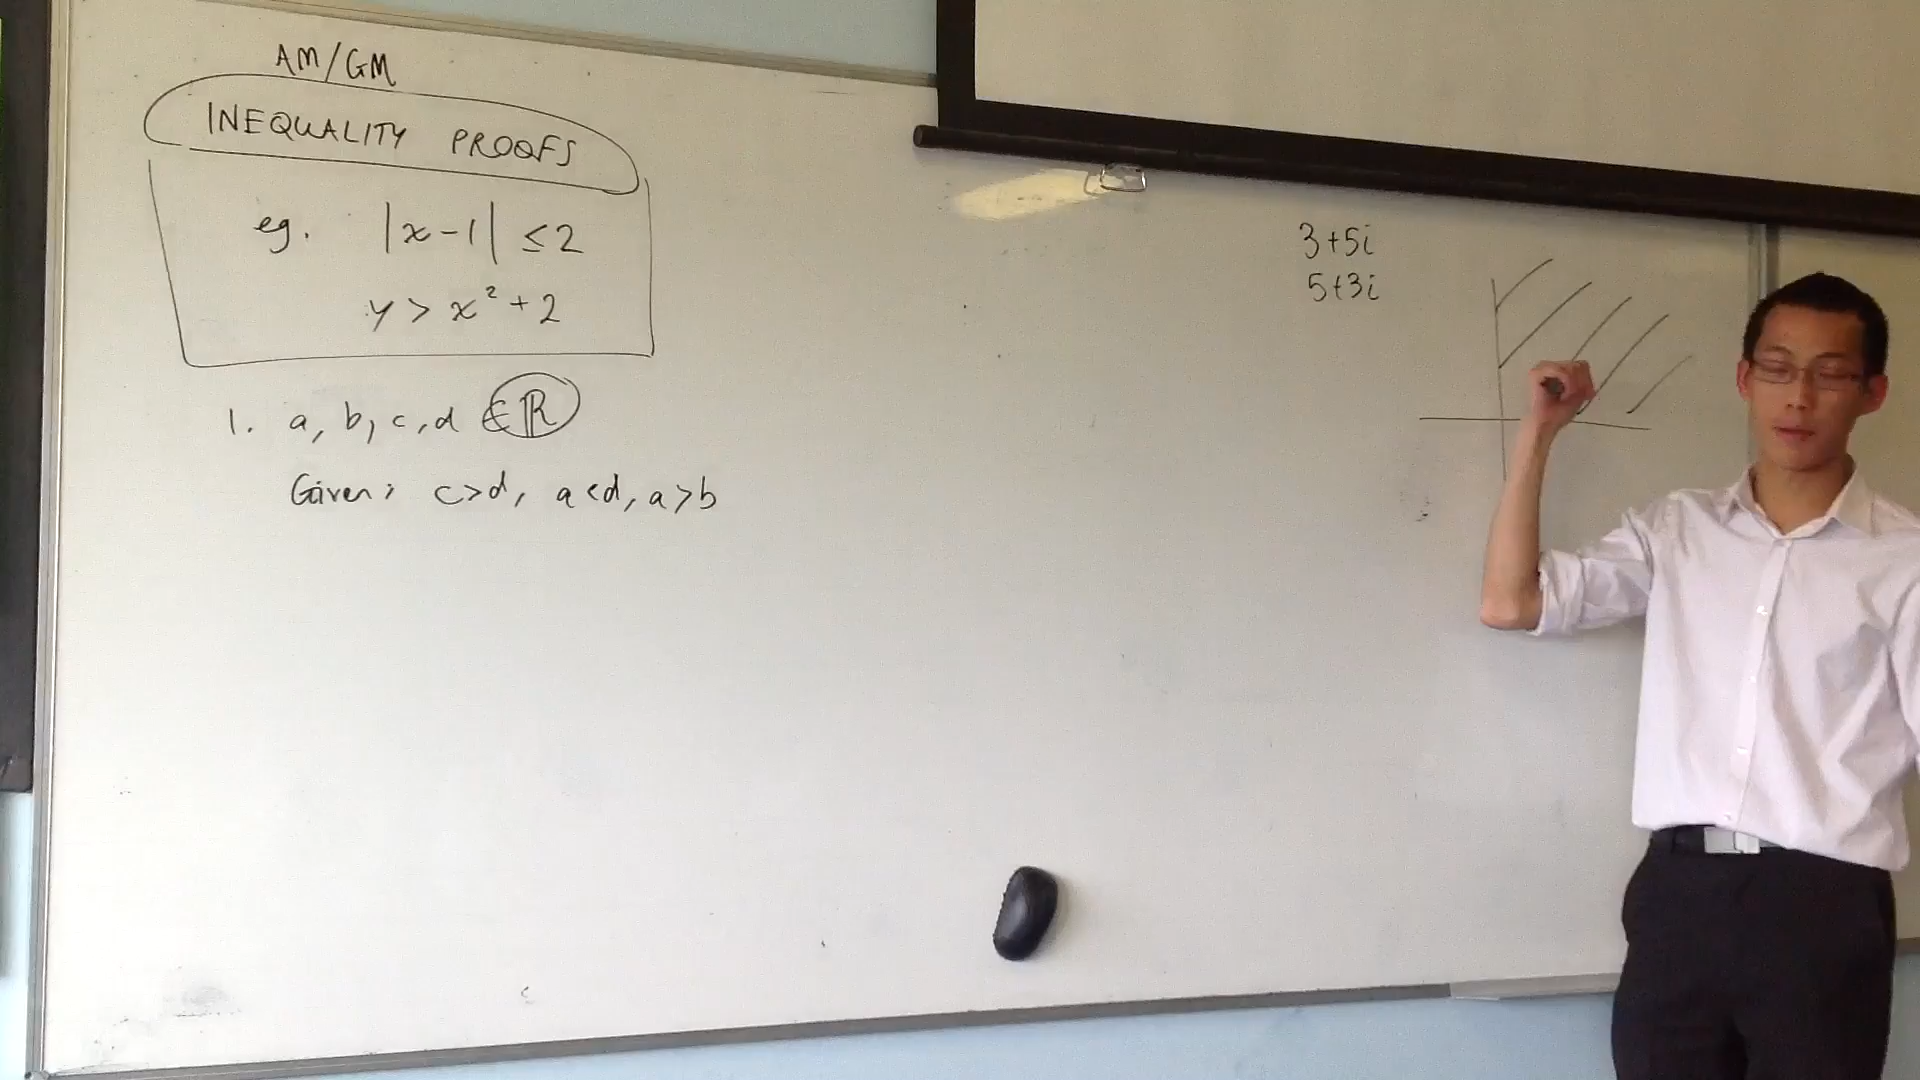 AM/GM
INEQUALITY PROOFS
eg. |x-1| ≤ 2
y > x² + 2
1. a, b, c, d ∈ ℝ
Given: c>d, a<d, a>b
3+5i
5+3i